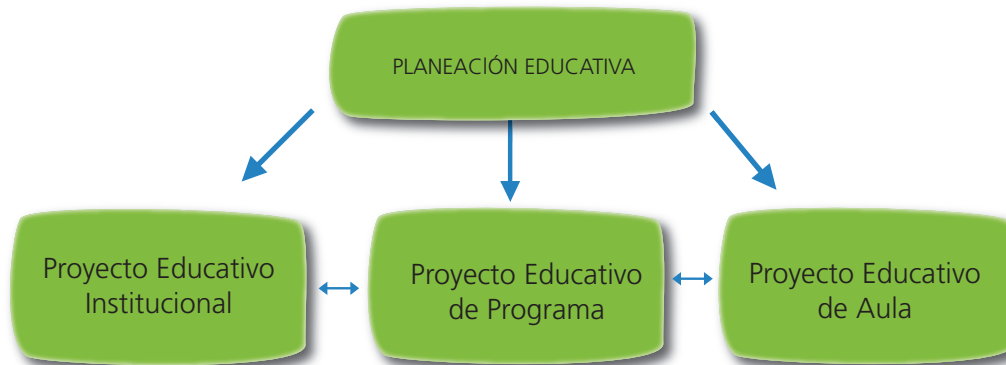 PLANEACIÓN EDUCATIVA
Proyecto Educativo
Institucional
Proyecto Educativo
de Programa
Proyecto Educativo
de Aula